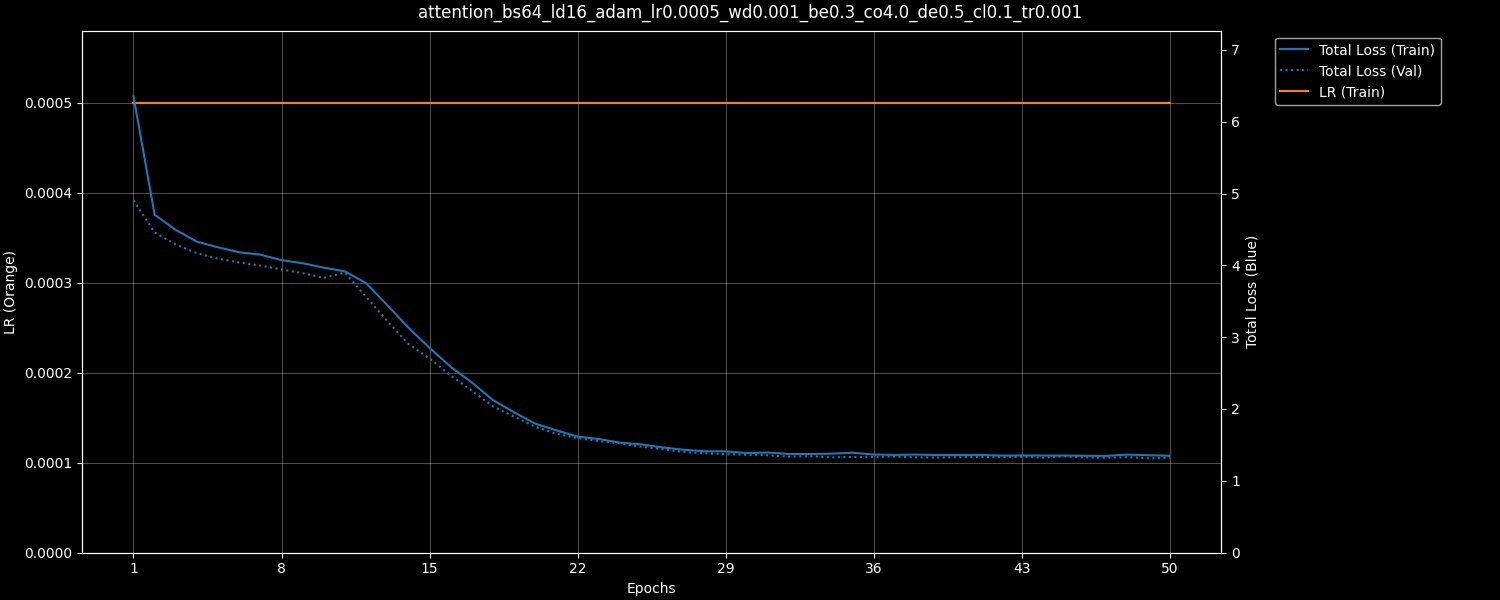 attention_bs64_ld16_adam_lr0.0005_wd0.001_be0.3_co4.0_de0.5_cl0.1_tr0.001
Total Loss (Train)
Total Loss (Val)
LR (Train)
LR (Orange)
0.0005
0.0004
0.0003
0.0002
0.0001
0.0000
7
6
5
4
3
2
1
0
Total Loss (Blue)
1 8 15 22 29 36 43 50
Epochs